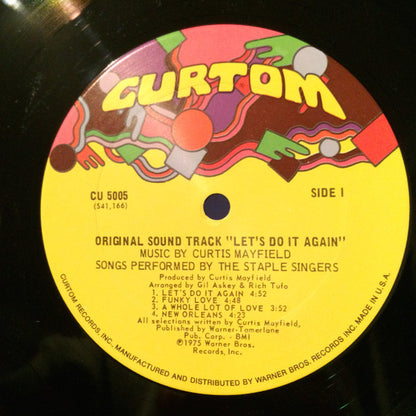 CURTOM
CU 5005
(541,166)
SIDE 1
ORIGINAL SOUND TRACK "LET'S DO IT AGAIN"
MUSIC BY CURTIS MAYFIELD
SONGS PERFORMED BY THE STAPLE SINGERS
Produced by Curtis Mayfield
Arranged by Gil Askey & Rich Tufo
1. LET'S DO IT AGAIN 4:52
2. FUNKY LOVE 4:48
3. A WHOLE LOT OF LOVE 3:52
4. NEW ORLEANS 4:23
All selections written by Curtis Mayfield,
Published by Warner-Tamerlane
Pub. Corp. - BMI
℗1975 Warner Bros.
Records, Inc.
CURTOM RECORDS, INC. MANUFACTURED AND DISTRIBUTED BY WARNER BROS. RECORDS INC. MADE IN U.S.A.